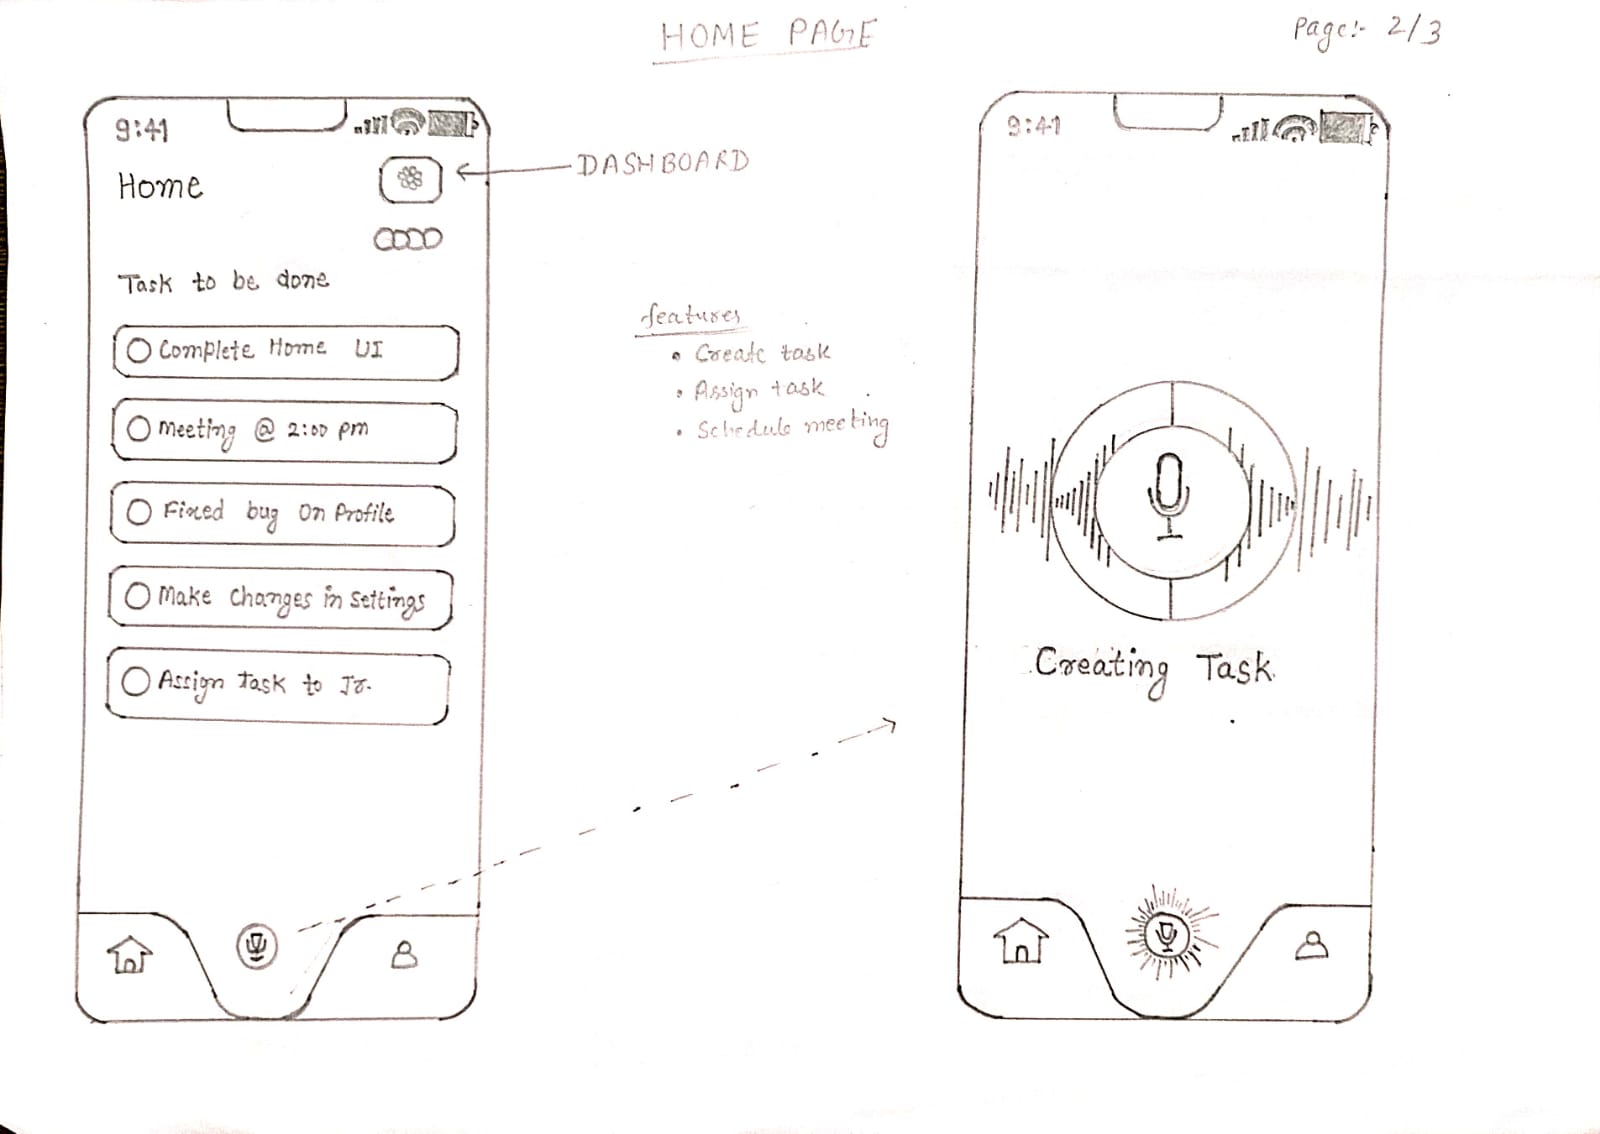 HOME PAGE
Page:- 2/3
9:41
Home
DASHBOARD
Task to be done
Complete Home UI
Meeting @ 2:00 pm
Fixed bug on Profile
Make changes in settings
Assign task to Jr.
features
• Create task
• Assign task
• Schedule meeting
9:41
Creating Task